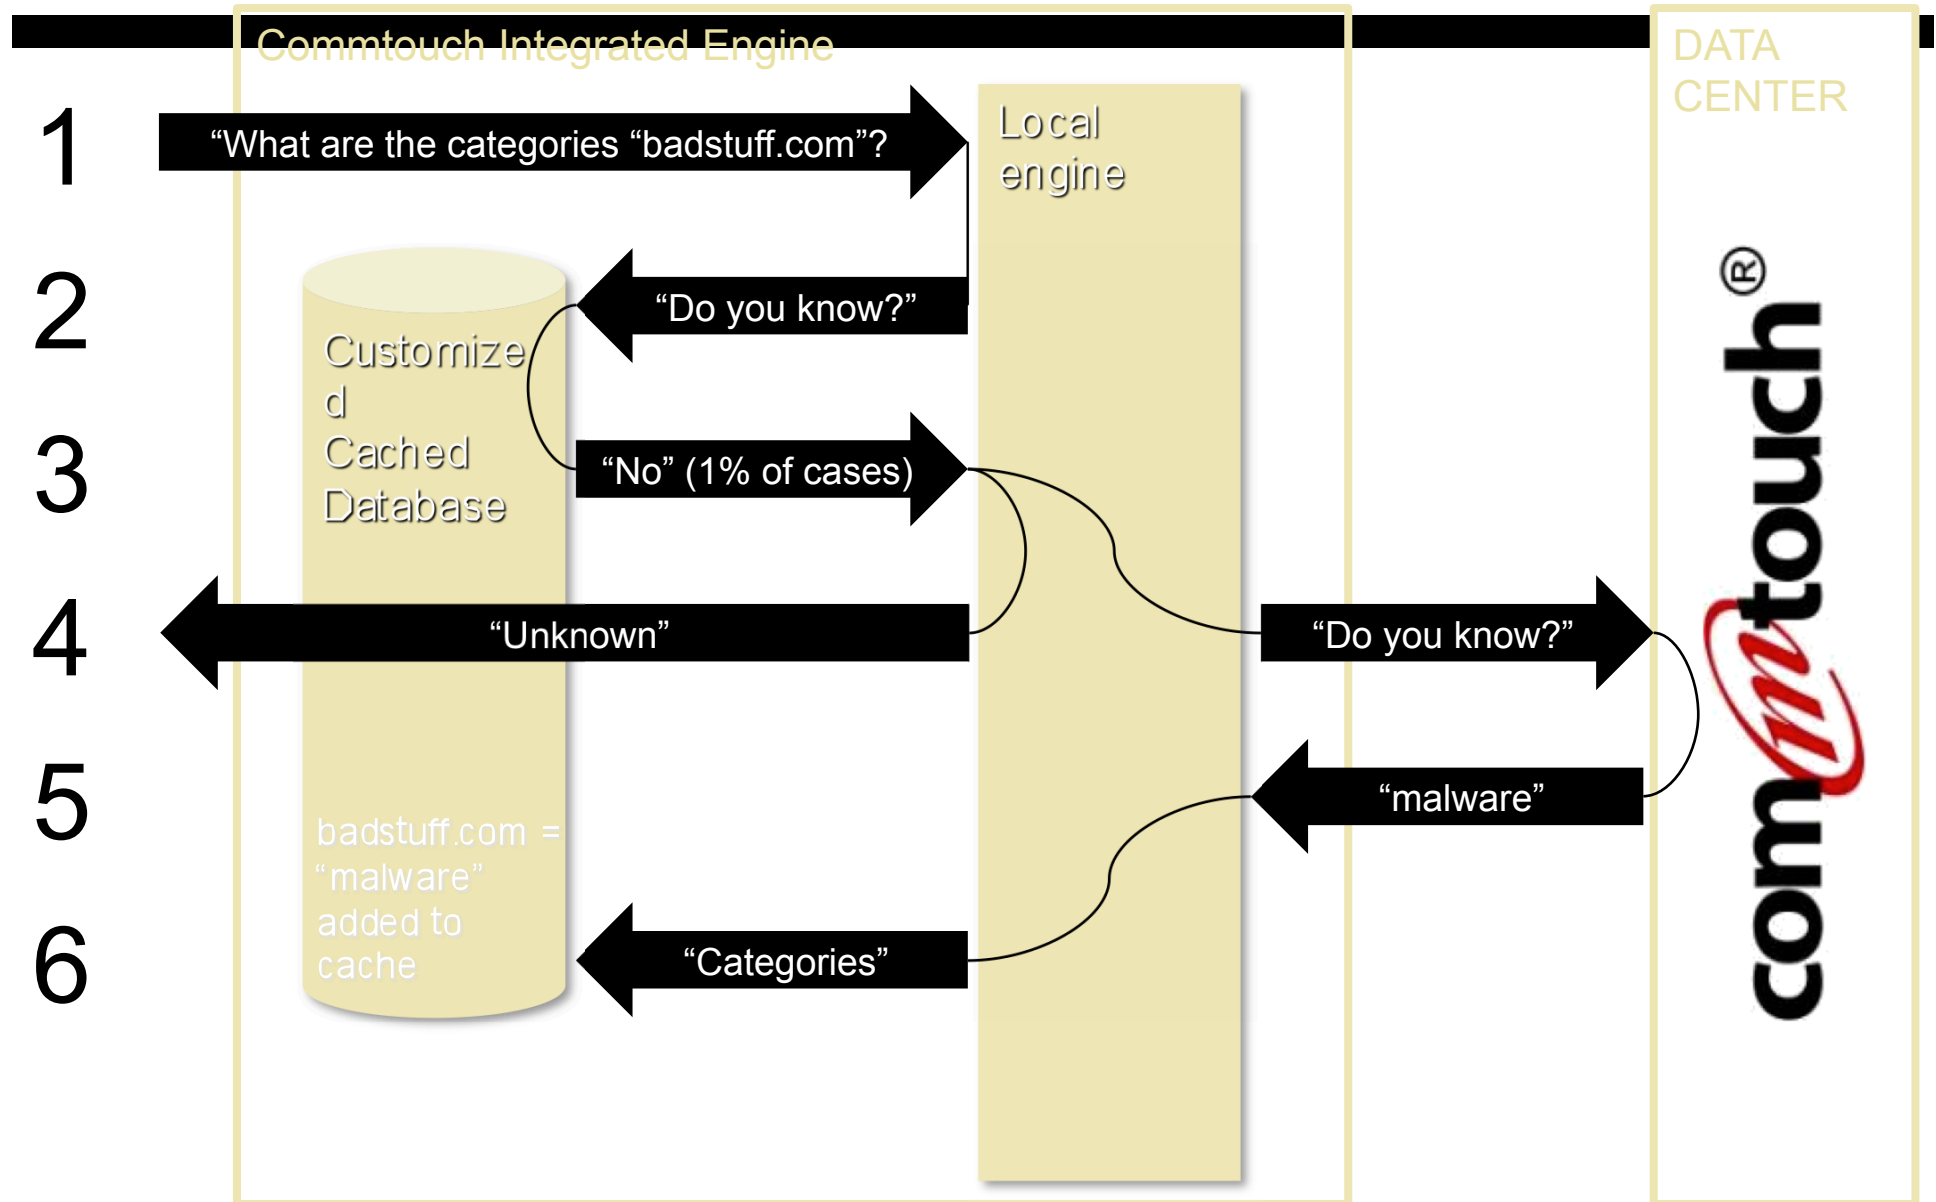 Commtouch Integrated Engine
DATA
CENTER
1
“What are the categories “badstuff.com”?
Local
engine
2
“Do you know?”
Customize
d
Cached
Database
3
“No” (1% of cases)
4
“Unknown”
“Do you know?”
5
“malware”
badstuff.com =
“malware”
added to
cache
6
“Categories”
commtouch®